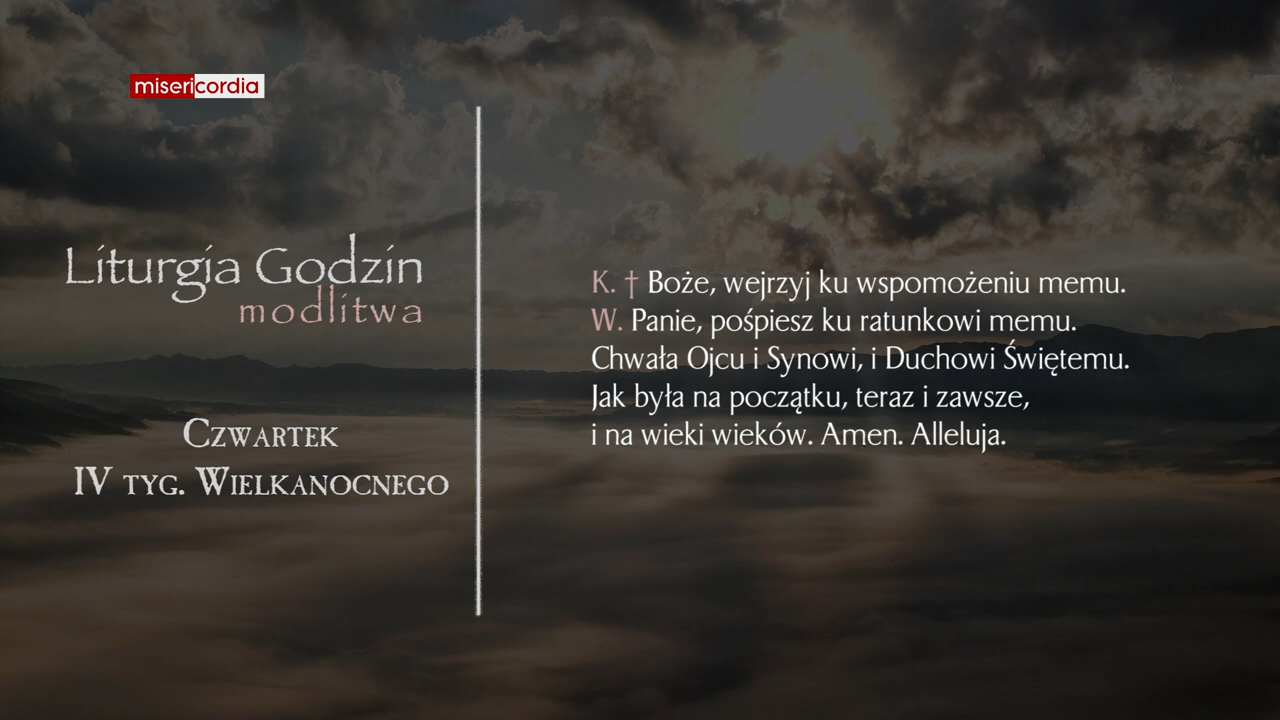 misericordia
Liturgia Godzin
modlitwa
Czwartek
IV tyg. Wielkanocnego
K. † Boże, wejrzyj ku wspomożeniu memu.
W. Panie, pośpiesz ku ratunkowi memu.
Chwała Ojcu i Synowi, i Duchowi Świętemu.
Jak była na początku, teraz i zawsze,
i na wieki wieków. Amen. Alleluja.